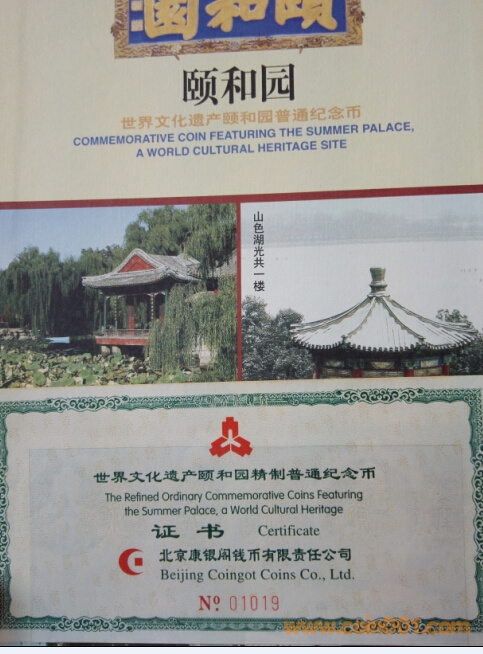 颐和园
颐和园
世界文化遗产颐和园普通纪念币
COMMEMORATIVE COIN FEATURING THE SUMMER PALACE,
A WORLD CULTURAL HERITAGE SITE
山色湖光共一楼
世界文化遗产颐和园精制普通纪念币
The Refined Ordinary Commemorative Coins Featuring
the Summer Palace, a World Cultural Heritage
证书 Certificate
北京康银阁钱币有限责任公司
Beijing Coingot Coins Co., Ltd.
№ 01019